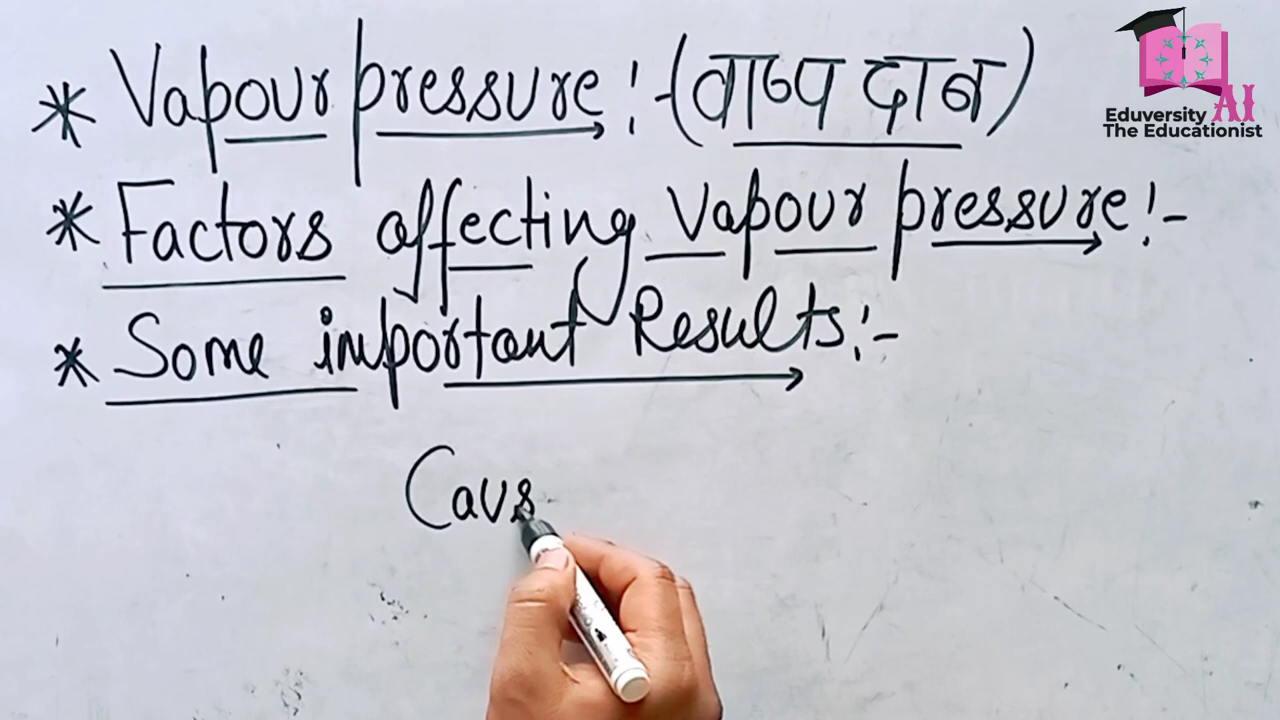 * Vapour pressure :- (वाष्प दाब)
* Factors affecting Vapour pressure :-
* Some important Results :-
Caus
Eduversity AI
The Educationist